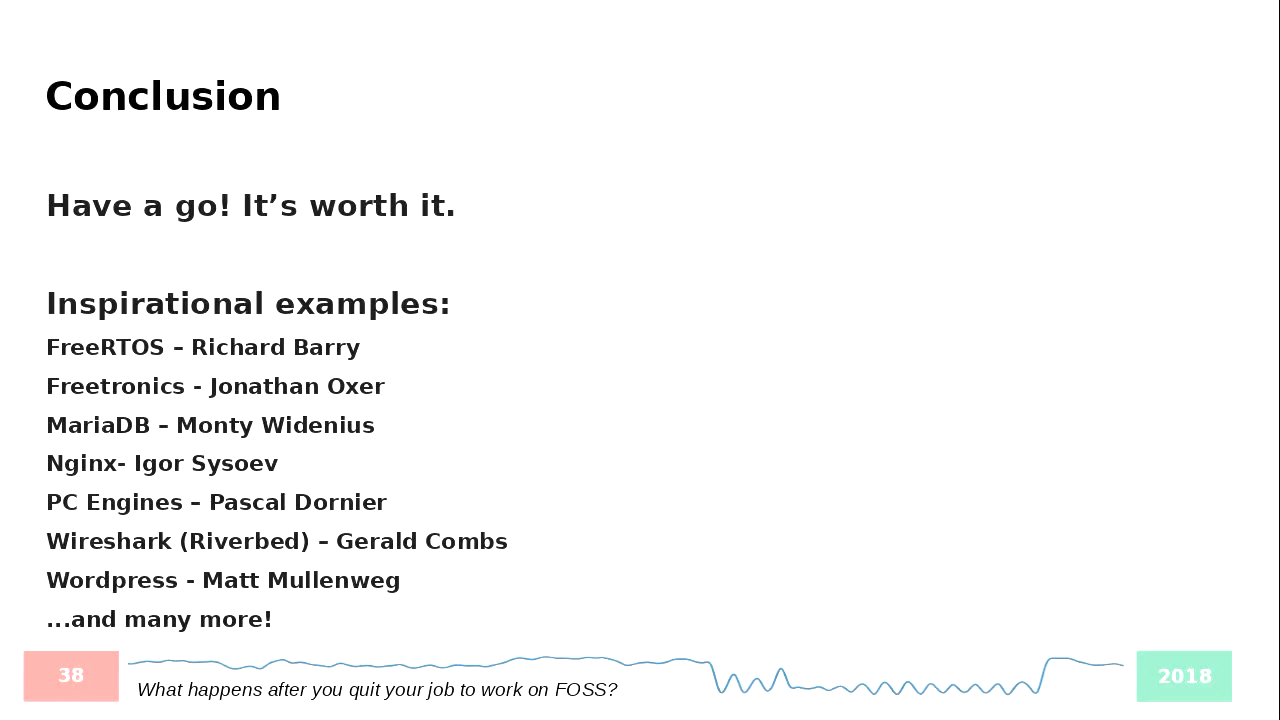 Conclusion
Have a go! It’s worth it.
Inspirational examples:
FreeRTOS – Richard Barry
Freetronics - Jonathan Oxer
MariaDB – Monty Widenius
Nginx- Igor Sysoev
PC Engines – Pascal Dornier
Wireshark (Riverbed) – Gerald Combs
Wordpress - Matt Mullenweg
...and many more!
38
What happens after you quit your job to work on FOSS?
2018